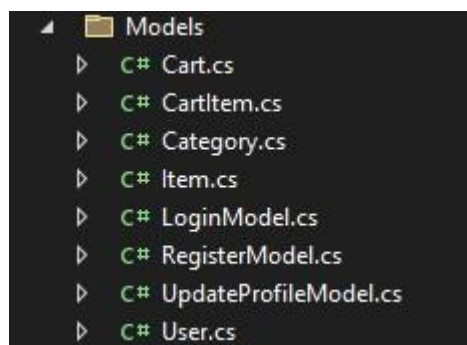 Models
C# Cart.cs
C# CartItem.cs
C# Category.cs
C# Item.cs
C# LoginModel.cs
C# RegisterModel.cs
C# UpdateProfileModel.cs
C# User.cs